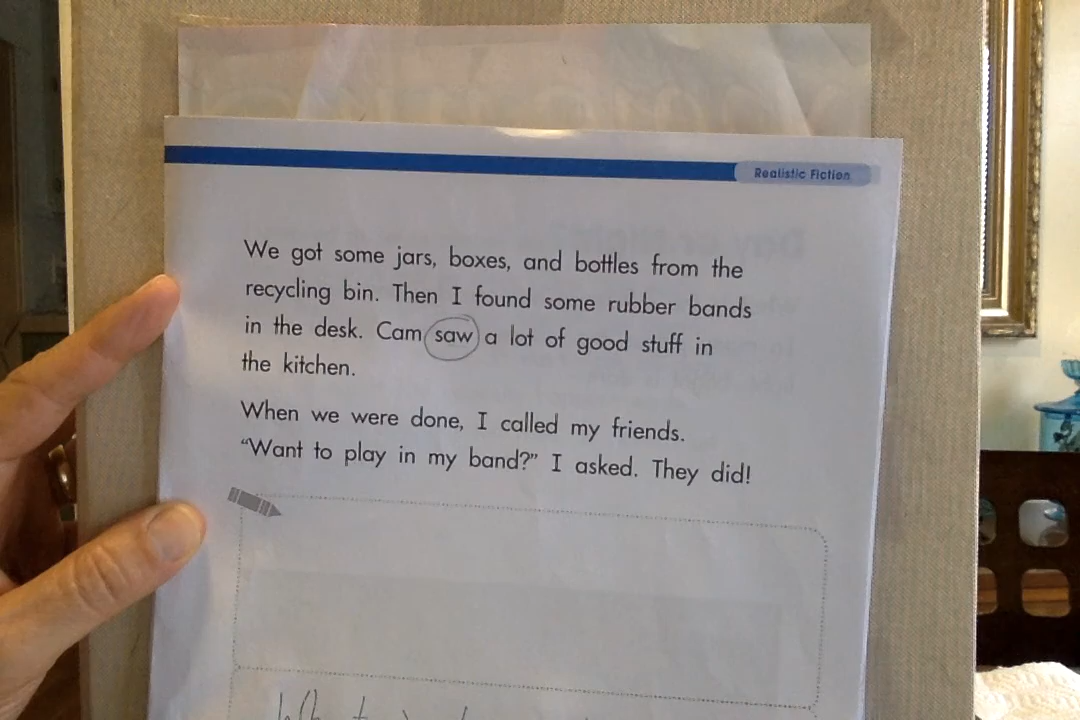 Realistic Fiction
We got some jars, boxes, and bottles from the
recycling bin. Then I found some rubber bands
in the desk. Cam saw a lot of good stuff in
the kitchen.
When we were done, I called my friends.
“Want to play in my band?” I asked. They did!